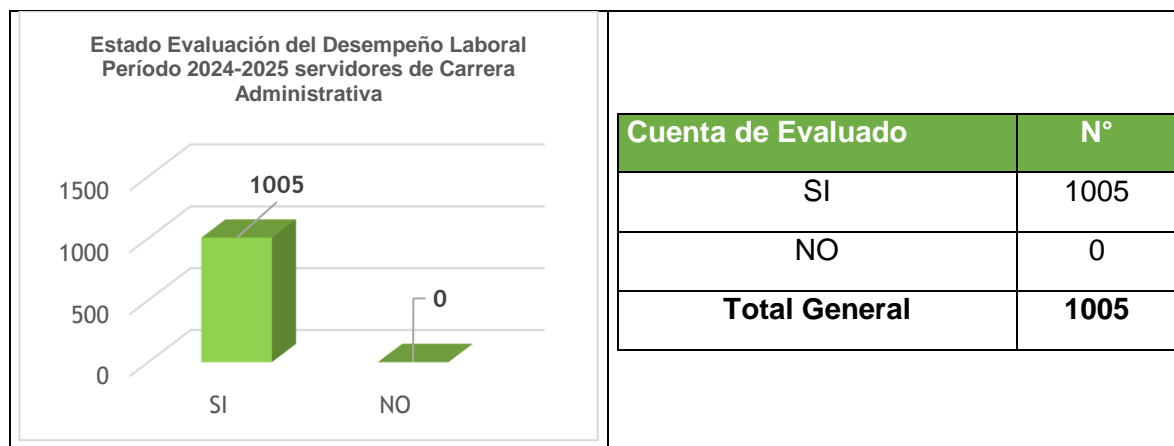 Estado Evaluación del Desempeño Laboral
Período 2024-2025 servidores de Carrera
Administrativa
1500
1000
500
0
1005
0
SI
NO
Cuenta de Evaluado N°
SI 1005
NO 0
Total General 1005